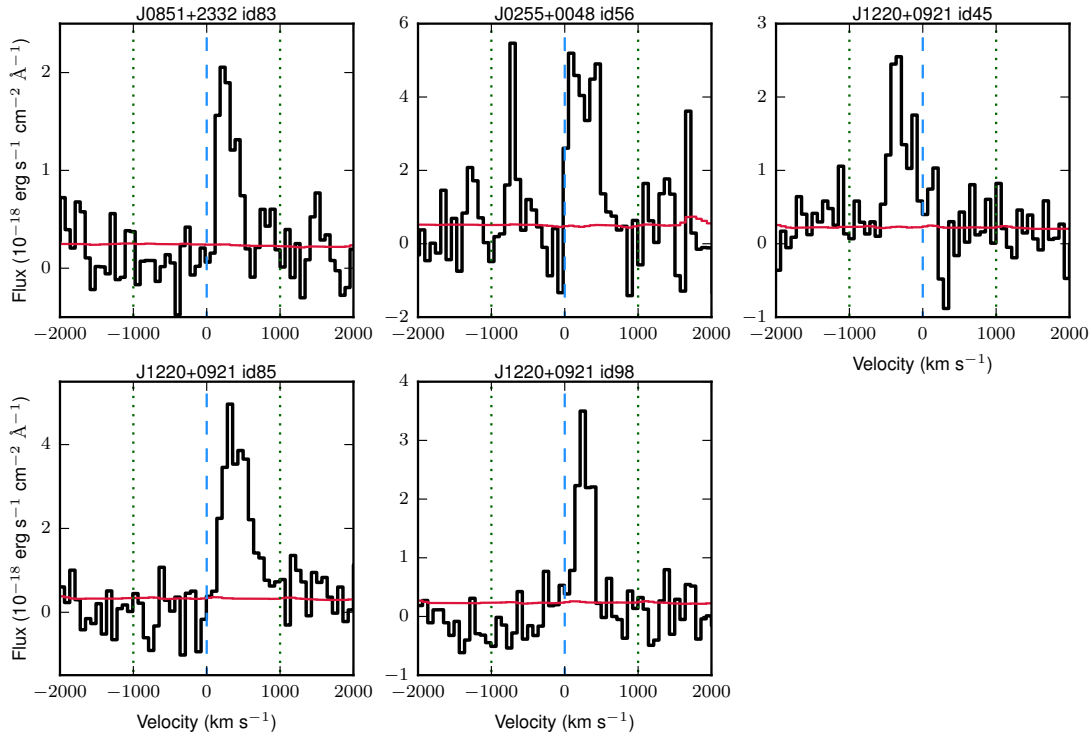 J0851+2332 id83
J0255+0048 id56
J1220+0921 id45
Flux (10⁻¹⁸ erg s⁻¹ cm⁻² Å⁻¹)
2
1
0
−2000 −1000 0 1000 2000
6
4
2
0
−2
−2000 −1000 0 1000 2000
3
2
1
0
−1
−2000 −1000 0 1000 2000
Velocity (km s⁻¹)
J1220+0921 id85
J1220+0921 id98
Flux (10⁻¹⁸ erg s⁻¹ cm⁻² Å⁻¹)
4
2
0
−2000 −1000 0 1000 2000
Velocity (km s⁻¹)
4
3
2
1
0
−1
−2000 −1000 0 1000 2000
Velocity (km s⁻¹)